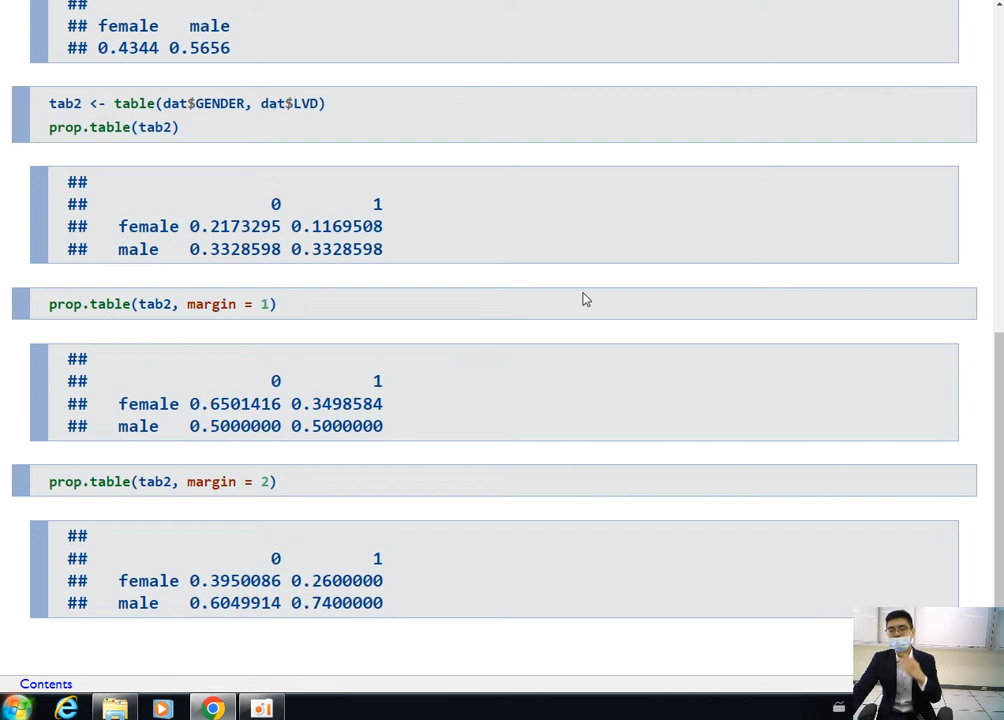 ##
## female male
## 0.4344 0.5656
tab2 <- table(dat$GENDER, dat$LVD)
prop.table(tab2)
##
## 0 1
## female 0.2173295 0.1169508
## male 0.3328598 0.3328598
prop.table(tab2, margin = 1)
##
## 0 1
## female 0.6501416 0.3498584
## male 0.5000000 0.5000000
prop.table(tab2, margin = 2)
##
## 0 1
## female 0.3950086 0.2600000
## male 0.6049914 0.7400000
Contents